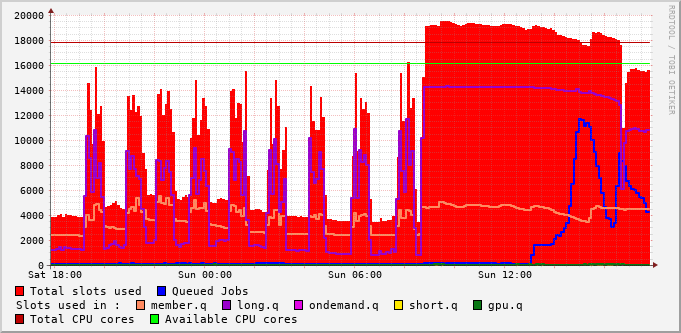 20000
18000
16000
14000
12000
10000
8000
6000
4000
2000
0
Sat 18:00 Sun 00:00 Sun 06:00 Sun 12:00
RRDTOOL / TOBI OETIKER
Total slots used Queued Jobs
Slots used in : member.q long.q ondemand.q short.q gpu.q
Total CPU cores Available CPU cores